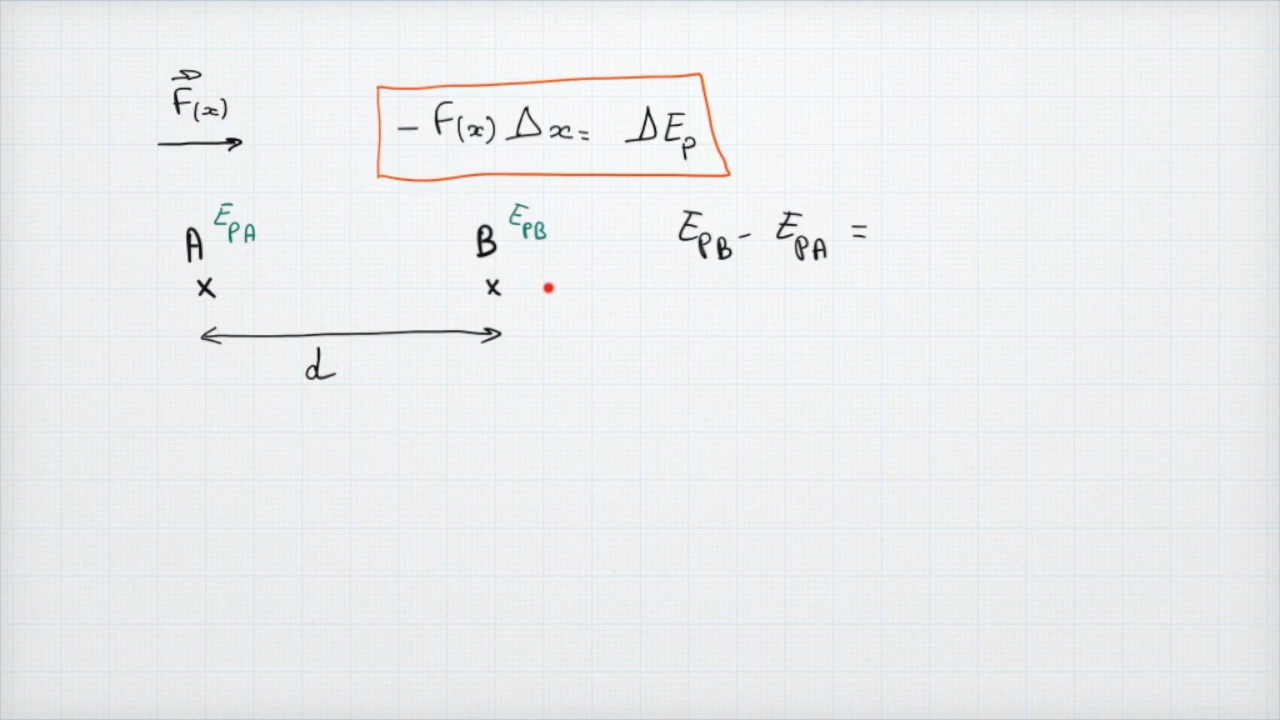 F(x)
- F(x) Δx = ΔEp
A EPA
B EPB
EPB - EPA =
x
x
d